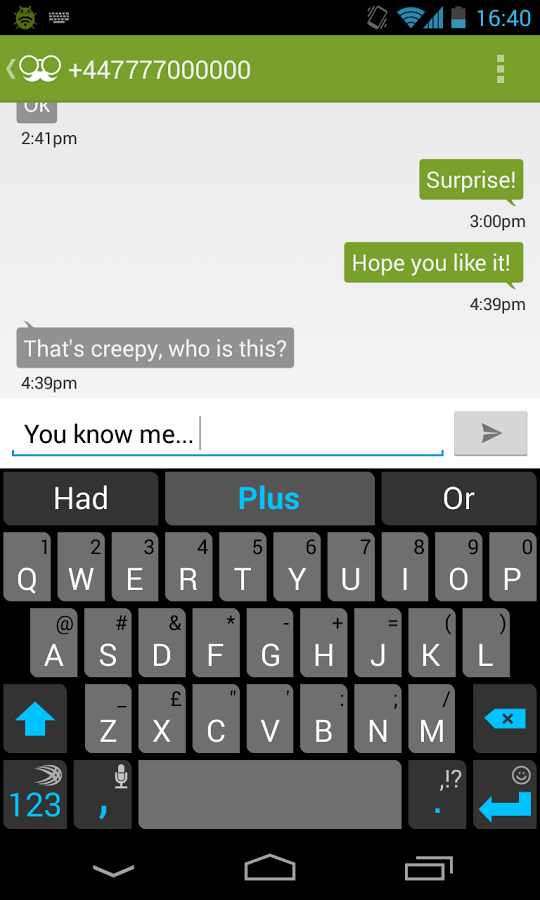 16:40
+447777000000
OK
2:41pm
Surprise!
3:00pm
Hope you like it!
4:39pm
That's creepy, who is this?
4:39pm
You know me...
Had Plus Or
1 2 3 4 5 6 7 8 9 0
Q W E R T Y U I O P
@ # & * - + = ( )
A S D F G H J K L
_ £ " ' : ; /
Z X C V B N M
,!?
123 , .